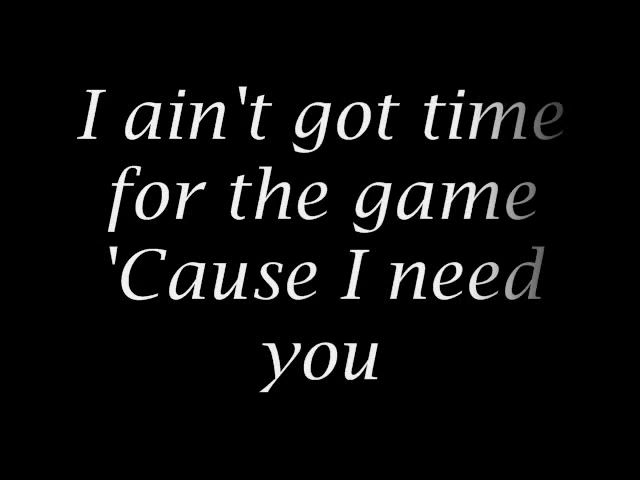 I ain't got time
for the game
'Cause I need
you